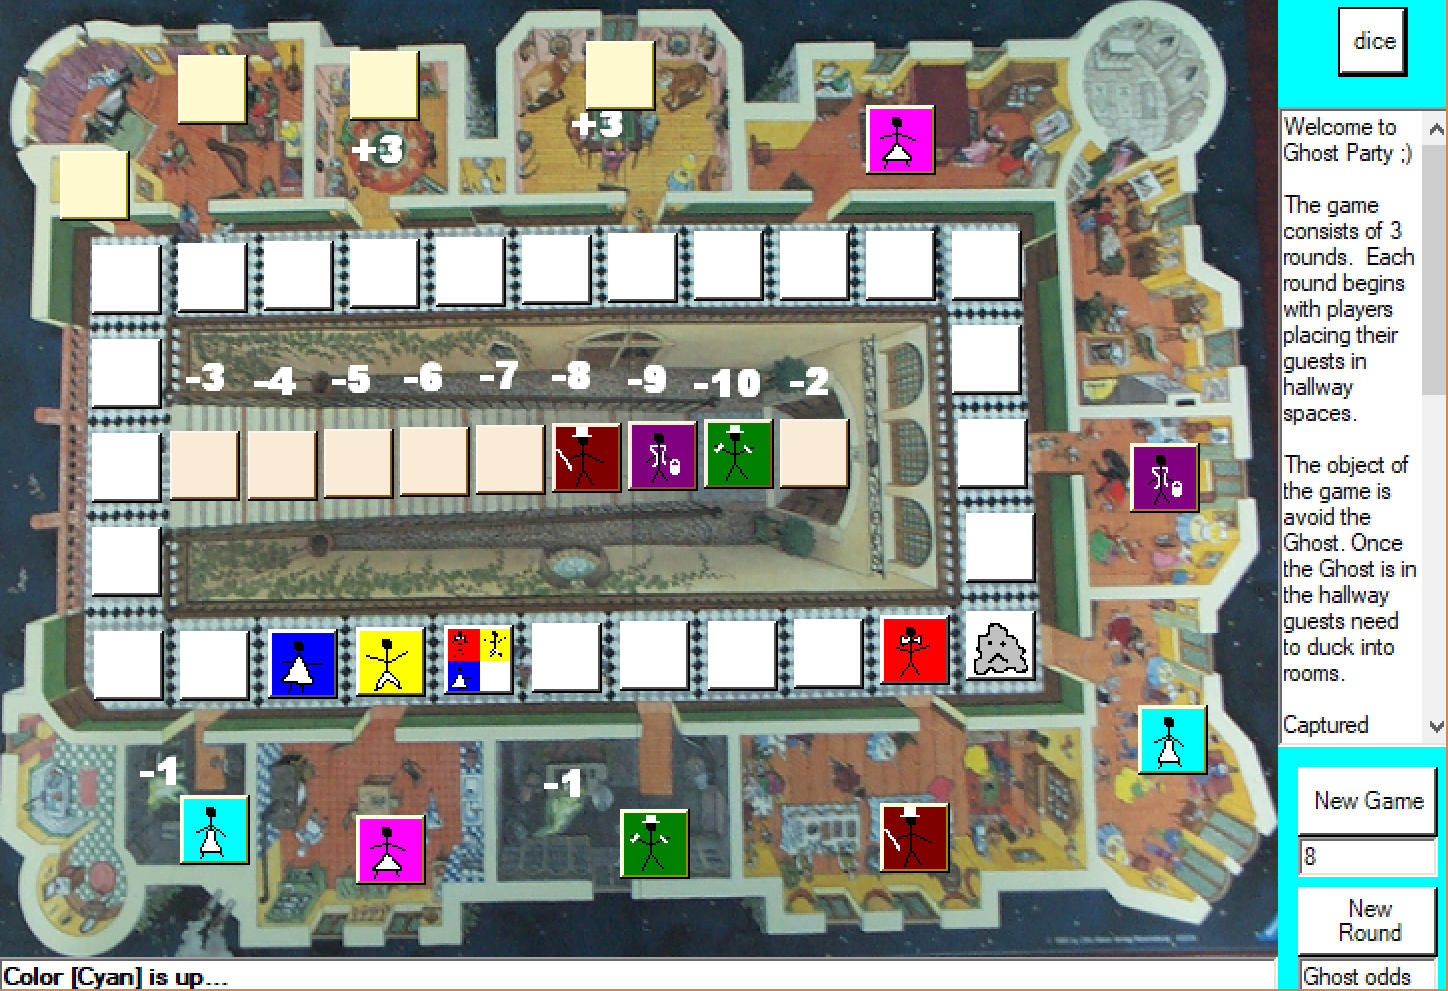 dice
Welcome to
Ghost Party ;)
The game
consists of 3
rounds.  Each
round begins
with players
placing their
guests in
hallway
spaces.
The object of
the game is
avoid the
Ghost. Once
the Ghost is in
the hallway
guests need
to duck into
rooms.
Captured
+3
+3
-3 -4 -5 -6 -7 -8 -9 -10 -2
-1
-1
New Game
8
New
Round
Ghost odds
Color [Cyan] is up...